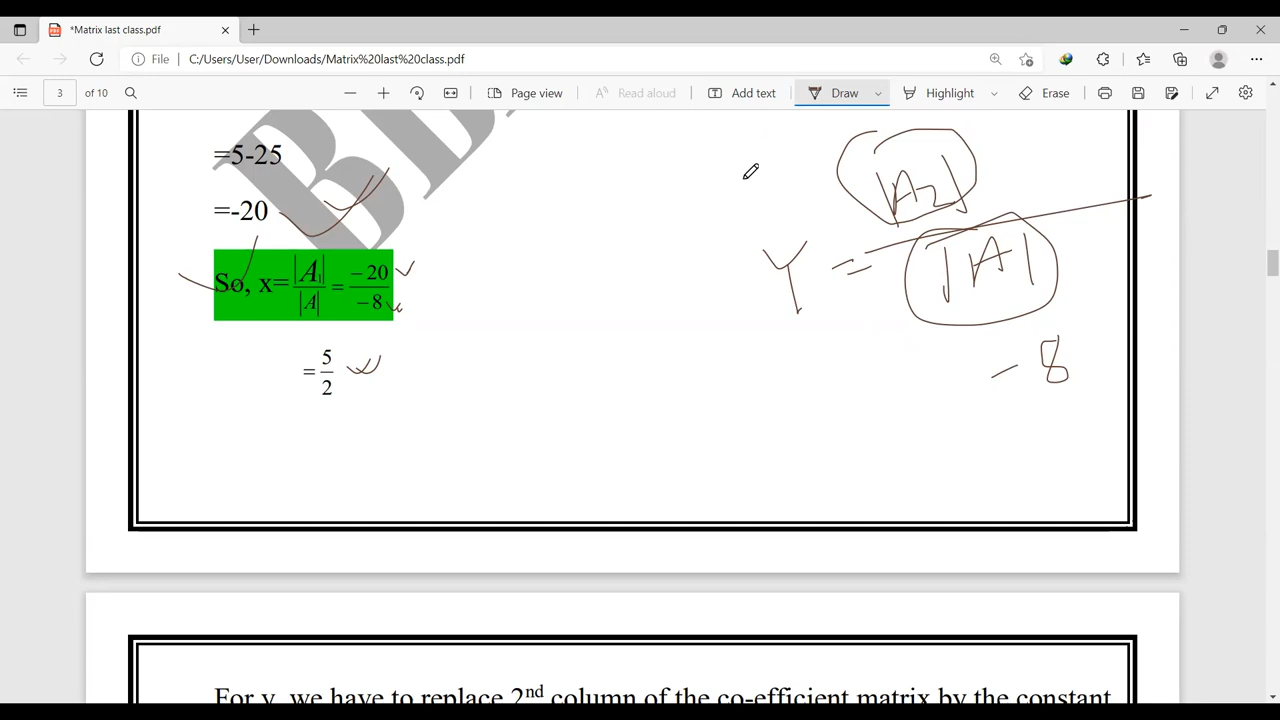 *Matrix last class.pdf
File C:/Users/User/Downloads/Matrix%20last%20class.pdf
3 of 10 Page view Read aloud Add text Draw Highlight Erase
=5-25
=-20
So, x= |A₁| / |A| = -20 / -8
= 5/2
Y = |A2| / |A|
- 8
For y, we have to replace 2nd column of the co-efficient matrix by the constant